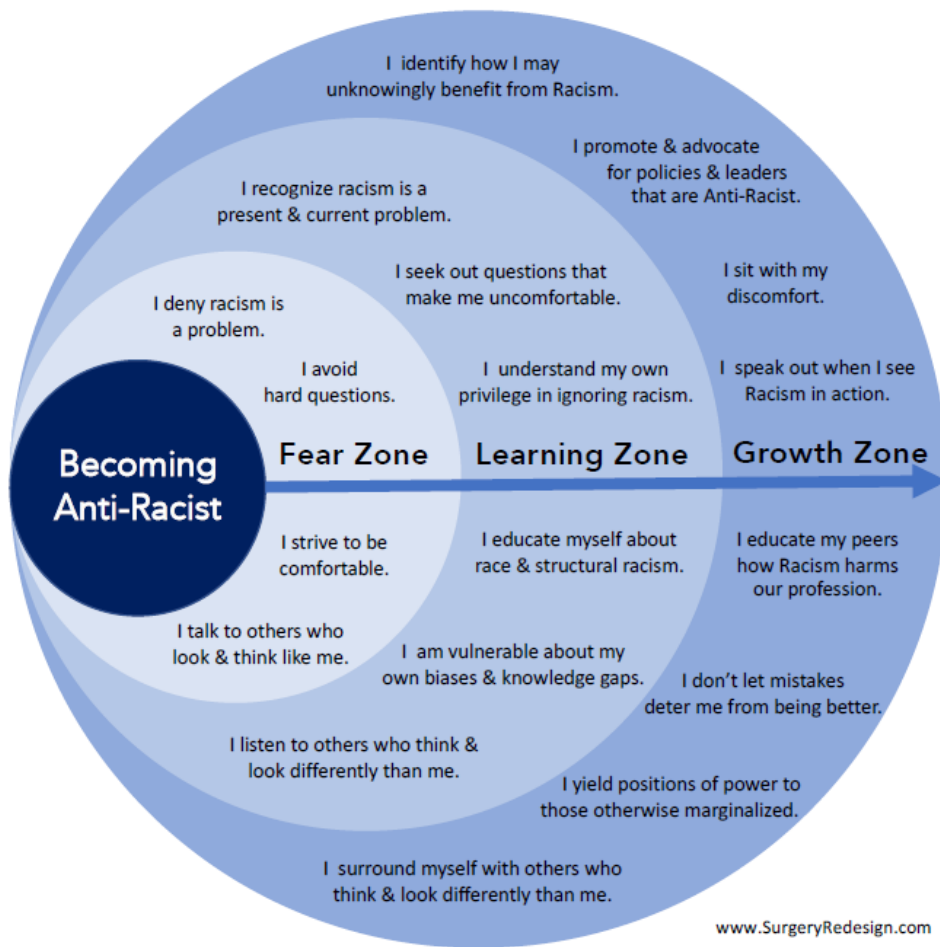 I identify how I may
unknowingly benefit from Racism.
I promote & advocate
for policies & leaders
that are Anti-Racist.
I recognize racism is a
present & current problem.
I seek out questions that
make me uncomfortable.
I sit with my
discomfort.
I deny racism is
a problem.
I avoid
hard questions.
I understand my own
privilege in ignoring racism.
I speak out when I see
Racism in action.
Becoming
Anti-Racist
Fear Zone
Learning Zone
Growth Zone
I strive to be
comfortable.
I educate myself about
race & structural racism.
I educate my peers
how Racism harms
our profession.
I talk to others who
look & think like me.
I am vulnerable about my
own biases & knowledge gaps.
I don’t let mistakes
deter me from being better.
I listen to others who think &
look differently than me.
I yield positions of power to
those otherwise marginalized.
I surround myself with others who
think & look differently than me.
www.SurgeryRedesign.com